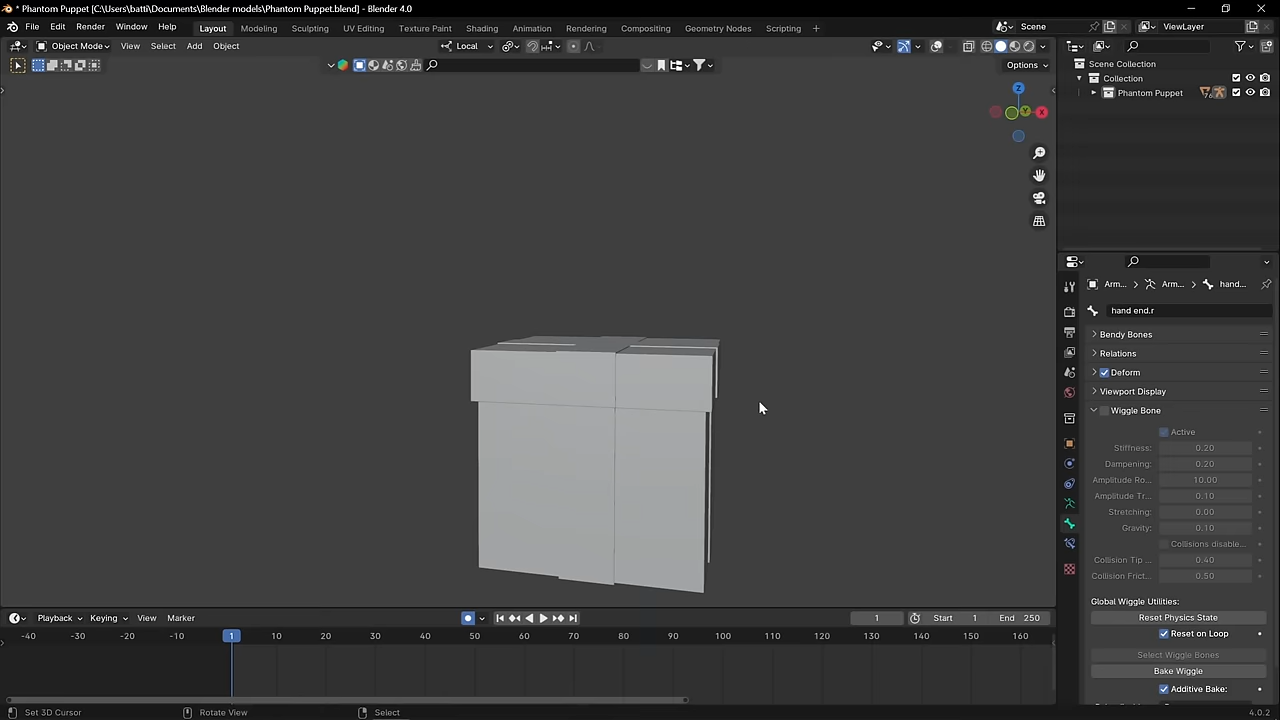 * Phantom Puppet [C:\Users\batti\Documents\Blender models\Phantom Puppet.blend] - Blender 4.0
File Edit Render Window Help Layout Modeling Sculpting UV Editing Texture Paint Shading Animation Rendering Compositing Geometry Nodes Scripting + Scene ViewLayer
Object Mode View Select Add Object Local
Options
Scene Collection
Collection
Phantom Puppet 76
Z
Y X
Arm... > Arm... > hand...
hand end.r
Bendy Bones
Relations
Deform
Viewport Display
Wiggle Bone
Active
Stiffness: 0.20
Dampening: 0.20
Amplitude Ro... 10.00
Amplitude Tr... 0.10
Stretching: 0.00
Gravity: 0.10
Collisions disable...
Collision Tip ... 0.40
Collision Frict... 0.50
Global Wiggle Utilities:
Reset Physics State
Reset on Loop
Select Wiggle Bones
Bake Wiggle
Additive Bake:
Playback Keying View Marker 1 Start 1 End 250
-40 -30 -20 -10 1 10 20 30 40 50 60 70 80 90 100 110 120 130 140 150 160
Set 3D Cursor Rotate View Select 4.0.2